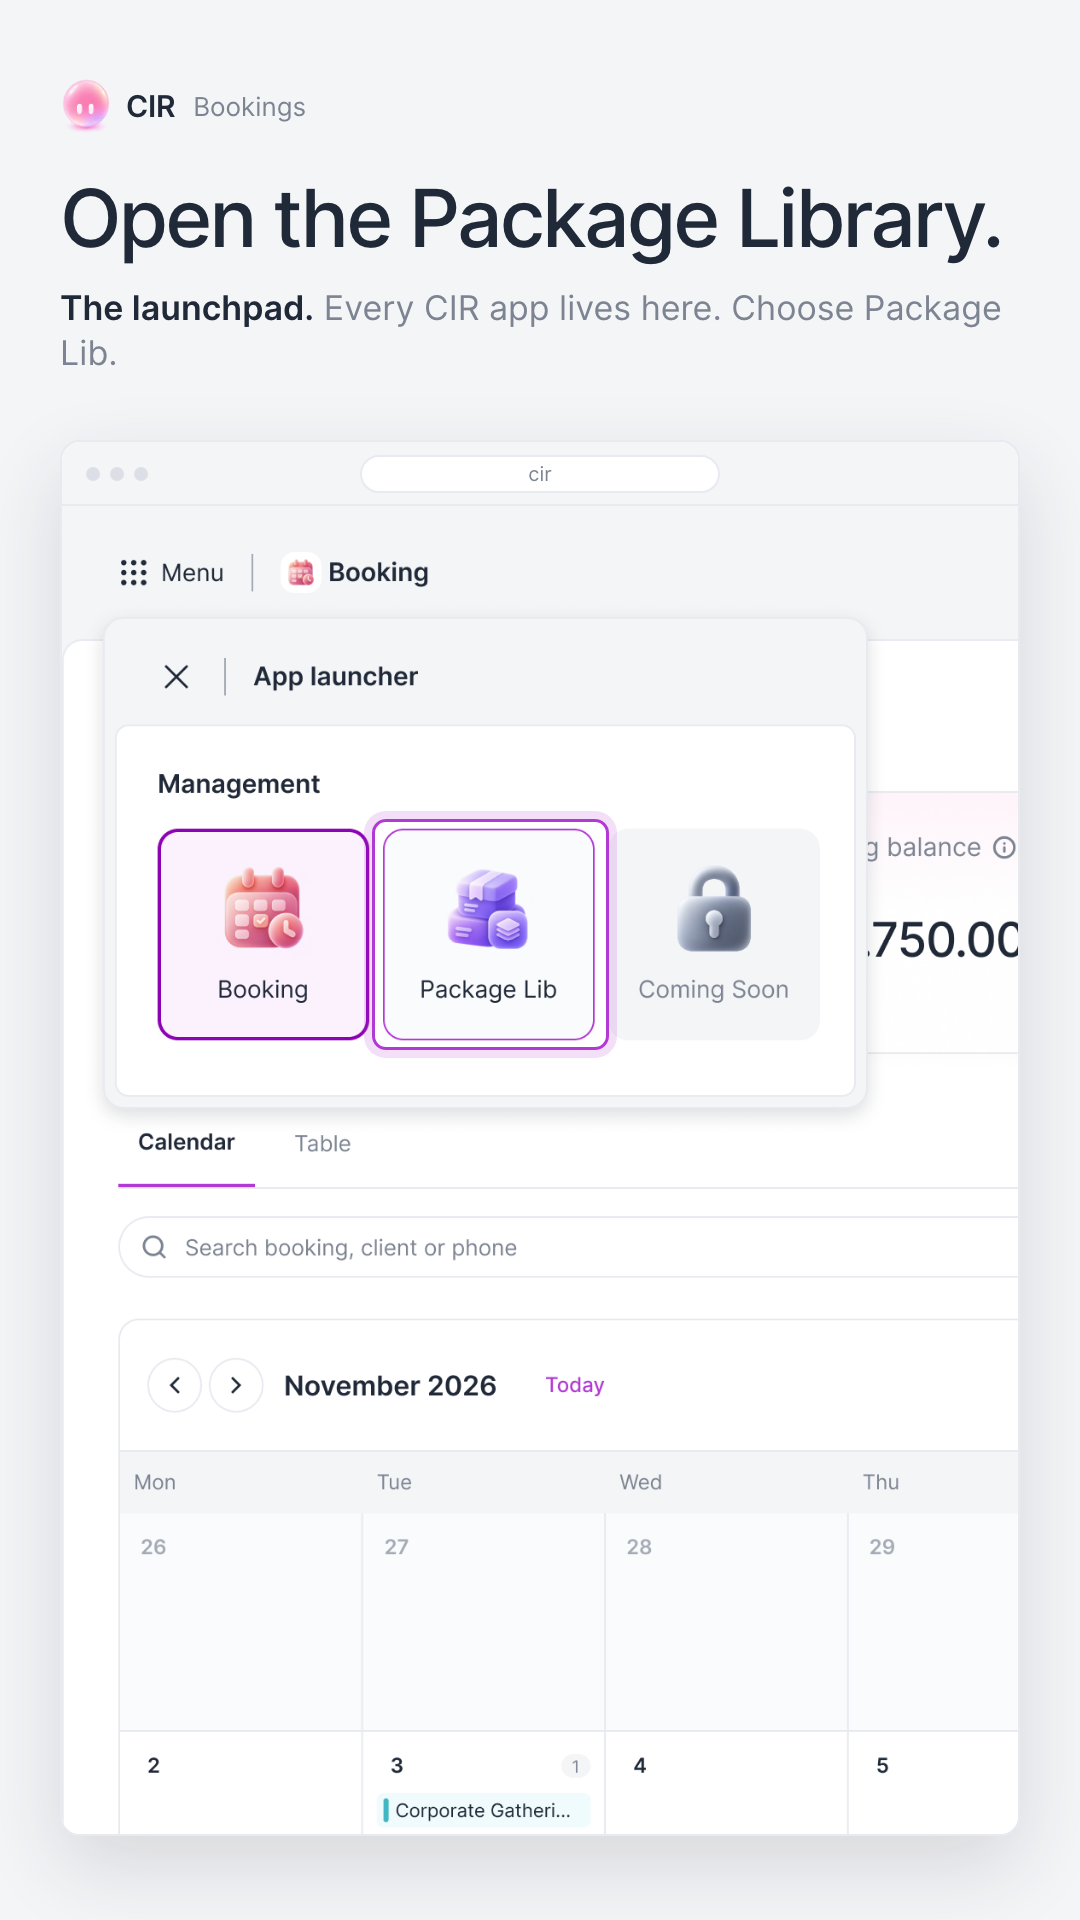 CIR Bookings
Open the Package Library.
The launchpad. Every CIR app lives here. Choose Package
Lib.
cir
Menu
Booking
App launcher
Management
Booking
Package Lib
Coming Soon
g balance
.750.00
Calendar
Table
Search booking, client or phone
November 2026
Today
Mon
Tue
Wed
Thu
26
27
28
29
2
3
1
4
5
Corporate Gatheri...